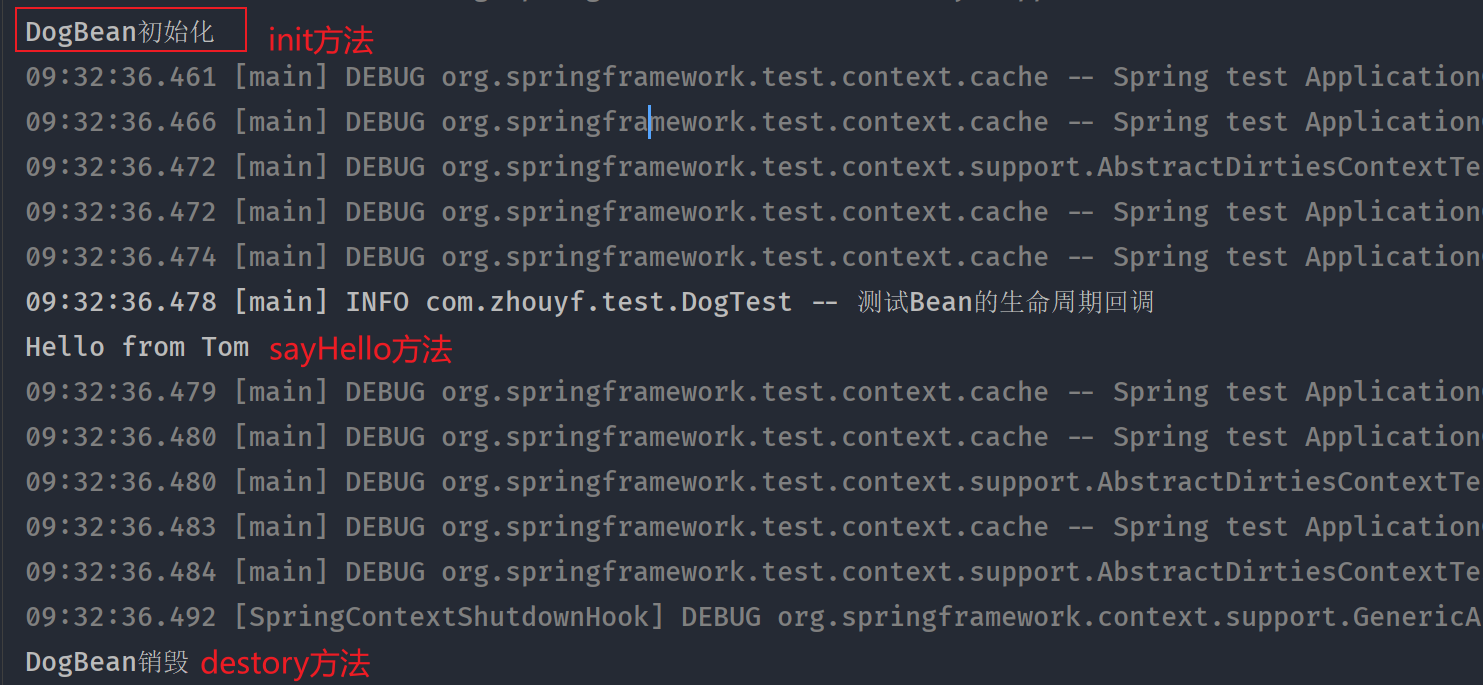 DogBean初始化 init方法
09:32:36.461 [main] DEBUG org.springframework.test.context.cache -- Spring test Application
09:32:36.466 [main] DEBUG org.springframework.test.context.cache -- Spring test Application
09:32:36.472 [main] DEBUG org.springframework.test.context.support.AbstractDirtiesContextTe
09:32:36.472 [main] DEBUG org.springframework.test.context.cache -- Spring test Application
09:32:36.474 [main] DEBUG org.springframework.test.context.cache -- Spring test Application
09:32:36.478 [main] INFO com.zhouyf.test.DogTest -- 测试Bean的生命周期回调
Hello from Tom sayHello方法
09:32:36.479 [main] DEBUG org.springframework.test.context.cache -- Spring test Application
09:32:36.480 [main] DEBUG org.springframework.test.context.cache -- Spring test Application
09:32:36.480 [main] DEBUG org.springframework.test.context.support.AbstractDirtiesContextTe
09:32:36.483 [main] DEBUG org.springframework.test.context.cache -- Spring test Application
09:32:36.484 [main] DEBUG org.springframework.test.context.support.AbstractDirtiesContextTe
09:32:36.492 [SpringContextShutdownHook] DEBUG org.springframework.context.support.GenericA
DogBean销毁 destory方法